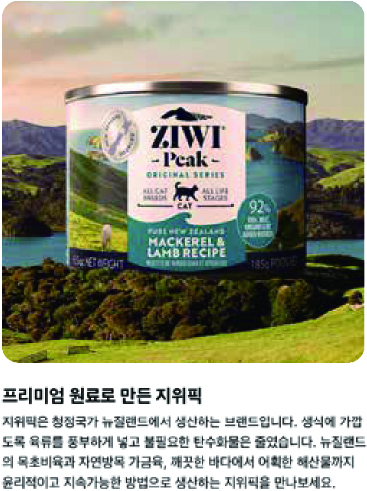 ZIWI
Peak
ORIGINAL SERIES
ALL CAT
BREEDS
ALL LIFE
STAGES
CAT
92%
PURE NEW ZEALAND
MACKEREL &
LAMB RECIPE
NET WEIGHT
185g
프리미엄 원료로 만든 지위픽
지위픽은 청정국가 뉴질랜드에서 생산하는 브랜드입니다. 생식에 가깝
도록 육류를 풍부하게 넣고 불필요한 탄수화물은 줄였습니다. 뉴질랜드
의 목초비육과 자연방목 가금육, 깨끗한 바다에서 어획한 해산물까지
윤리적이고 지속가능한 방법으로 생산하는 지위픽을 만나보세요.